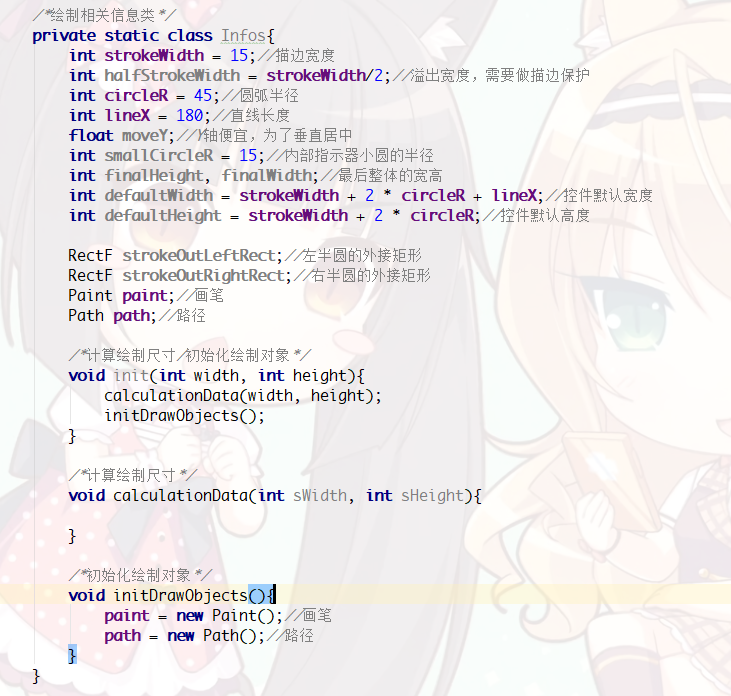 /*绘制相关信息类*/
private static class Infos{
int strokeWidth = 15;//描边宽度
int halfStrokeWidth = strokeWidth/2;//溢出宽度，需要做描边保护
int circleR = 45;//圆弧半径
int lineX = 180;//直线长度
float moveY;//Y轴便宜，为了垂直居中
int smallCircleR = 15;//内部指示器小圆的半径
int finalHeight, finalWidth;//最后整体的宽高
int defaultWidth = strokeWidth + 2 * circleR + lineX;//控件默认宽度
int defaultHeight = strokeWidth + 2 * circleR;//控件默认高度
RectF strokeOutLeftRect;//左半圆的外接矩形
RectF strokeOutRightRect;//右半圆的外接矩形
Paint paint;//画笔
Path path;//路径
/*计算绘制尺寸/初始化绘制对象*/
void init(int width, int height){
calculationData(width, height);
initDrawObjects();
}
/*计算绘制尺寸*/
void calculationData(int sWidth, int sHeight){
}
/*初始化绘制对象*/
void initDrawObjects(){
paint = new Paint();//画笔
path = new Path();//路径
}
}